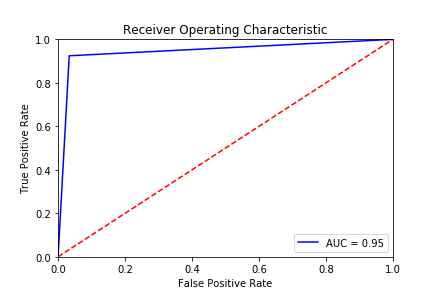 Receiver Operating Characteristic
True Positive Rate
1.0
0.8
0.6
0.4
0.2
0.0
AUC = 0.95
0.0 0.2 0.4 0.6 0.8 1.0
False Positive Rate